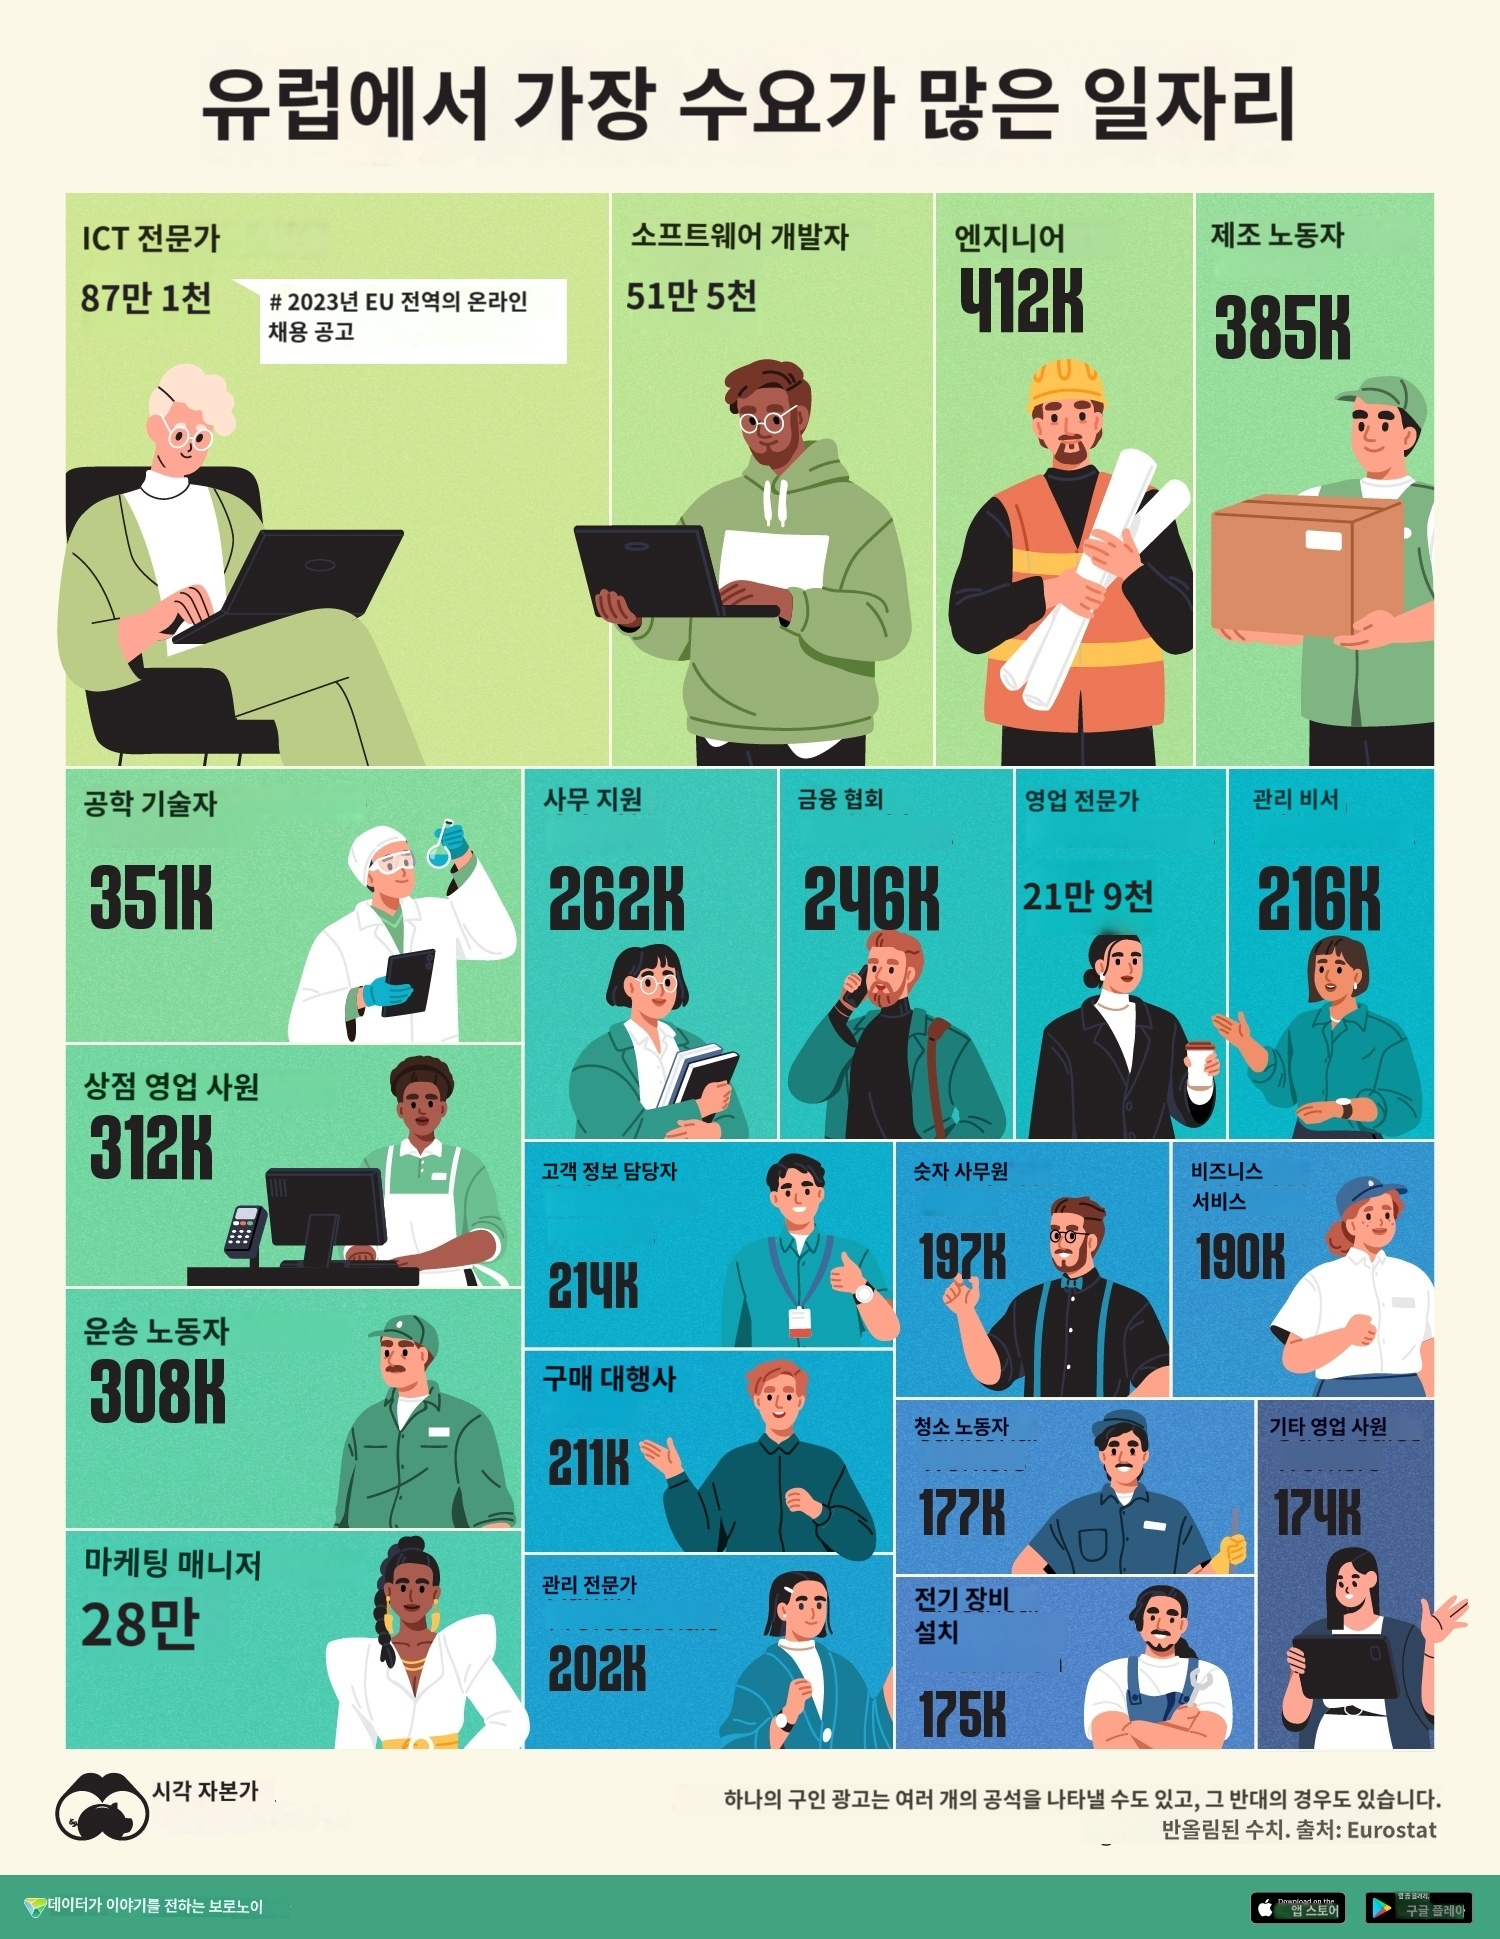 유럽에서 가장 수요가 많은 일자리
ICT 전문가
87만 1천
# 2023년 EU 전역의 온라인
채용 공고
소프트웨어 개발자
51만 5천
엔지니어
412K
제조 노동자
385K
공학 기술자
351K
사무 지원
262K
금융 협회
246K
영업 전문가
21만 9천
관리 비서
216K
상점 영업 사원
312K
고객 정보 담당자
214K
숫자 사무원
197K
비즈니스
서비스
190K
운송 노동자
308K
구매 대행사
211K
청소 노동자
177K
기타 영업 사원
174K
마케팅 매니저
28만
관리 전문가
202K
전기 장비
설치
175K
시각 자본가
하나의 구인 광고는 여러 개의 공석을 나타낼 수도 있고, 그 반대의 경우도 있습니다.
반올림된 수치. 출처: Eurostat
데이터가 이야기를 전하는 보로노이
Download on the
앱 스토어
구글 플레이